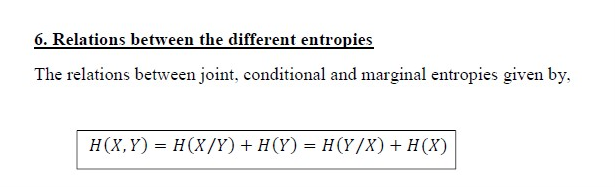 6. Relations between the different entropies
The relations between joint, conditional and marginal entropies given by,
H(X,Y) = H(X/Y) + H(Y) = H(Y/X) + H(X)